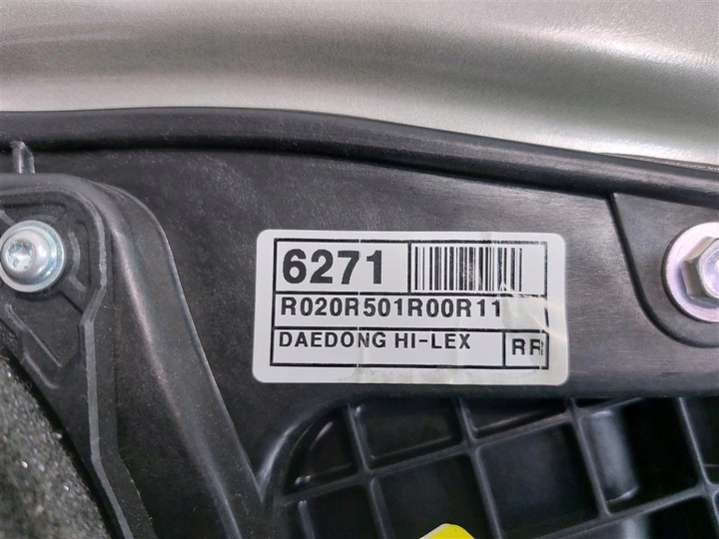 6271
R020R501R00R11
DAEDONG HI-LEX
RR